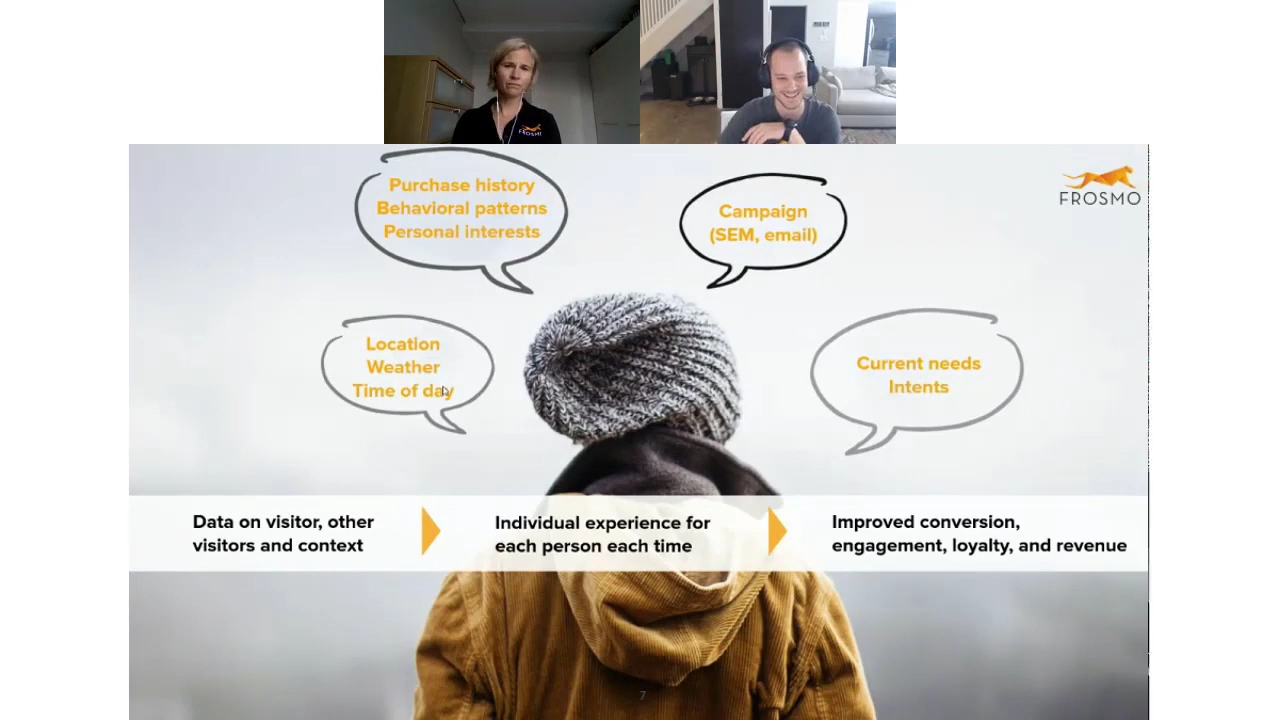 FROSMO
Purchase history
Behavioral patterns
Personal interests
Campaign
(SEM, email)
FROSMO
Location
Weather
Time of day
Current needs
Intents
Data on visitor, other
visitors and context
Individual experience for
each person each time
Improved conversion,
engagement, loyalty, and revenue
7